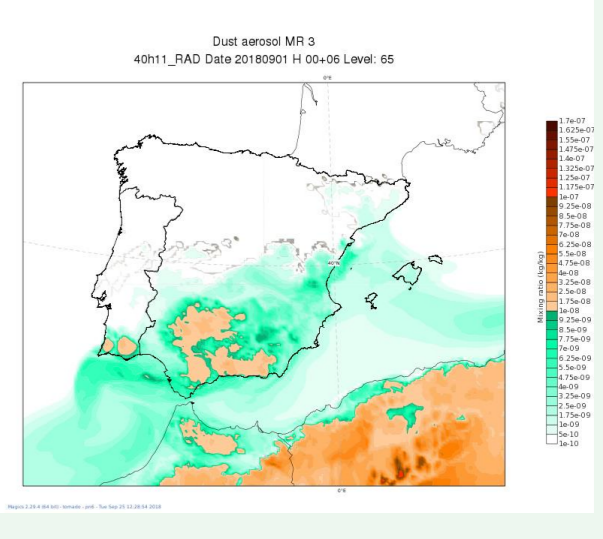 Dust aerosol MR 3
40h11_RAD Date 20180901 H 00+06 Level: 65
0°E
1.7e-07
1.625e-07
1.55e-07
1.475e-07
1.4e-07
1.325e-07
1.25e-07
1.175e-07
1e-07
9.25e-08
8.5e-08
7.75e-08
7e-08
6.25e-08
5.5e-08
4.75e-08
4e-08
3.25e-08
2.5e-08
1.75e-08
1e-08
9.25e-09
8.5e-09
7.75e-09
7e-09
6.25e-09
5.5e-09
4.75e-09
4e-09
3.25e-09
2.5e-09
1.75e-09
1e-09
5e-10
1e-10
Mixing ratio (kg/kg)
40°N
0°E